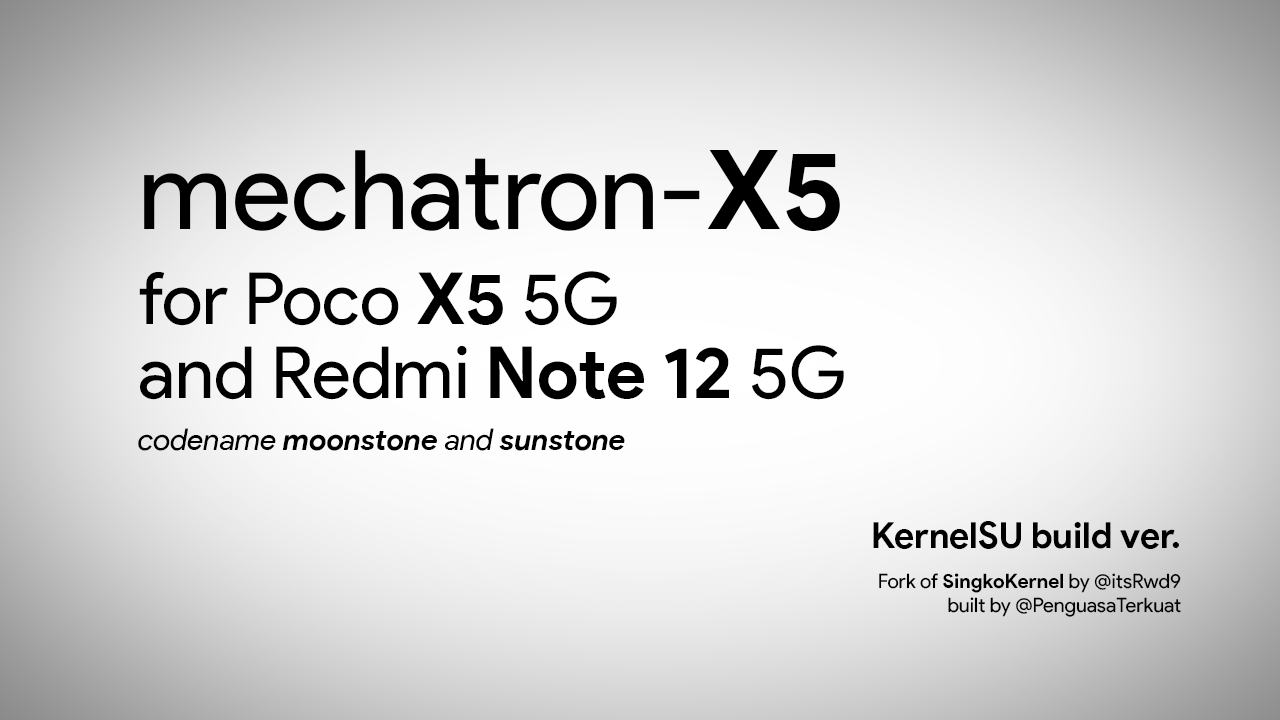 mechatron-X5
for Poco X5 5G
and Redmi Note 12 5G
codename moonstone and sunstone
KernelSU build ver.
Fork of SingkoKernel by @itsRwd9
built by @PenguasaTerkuat